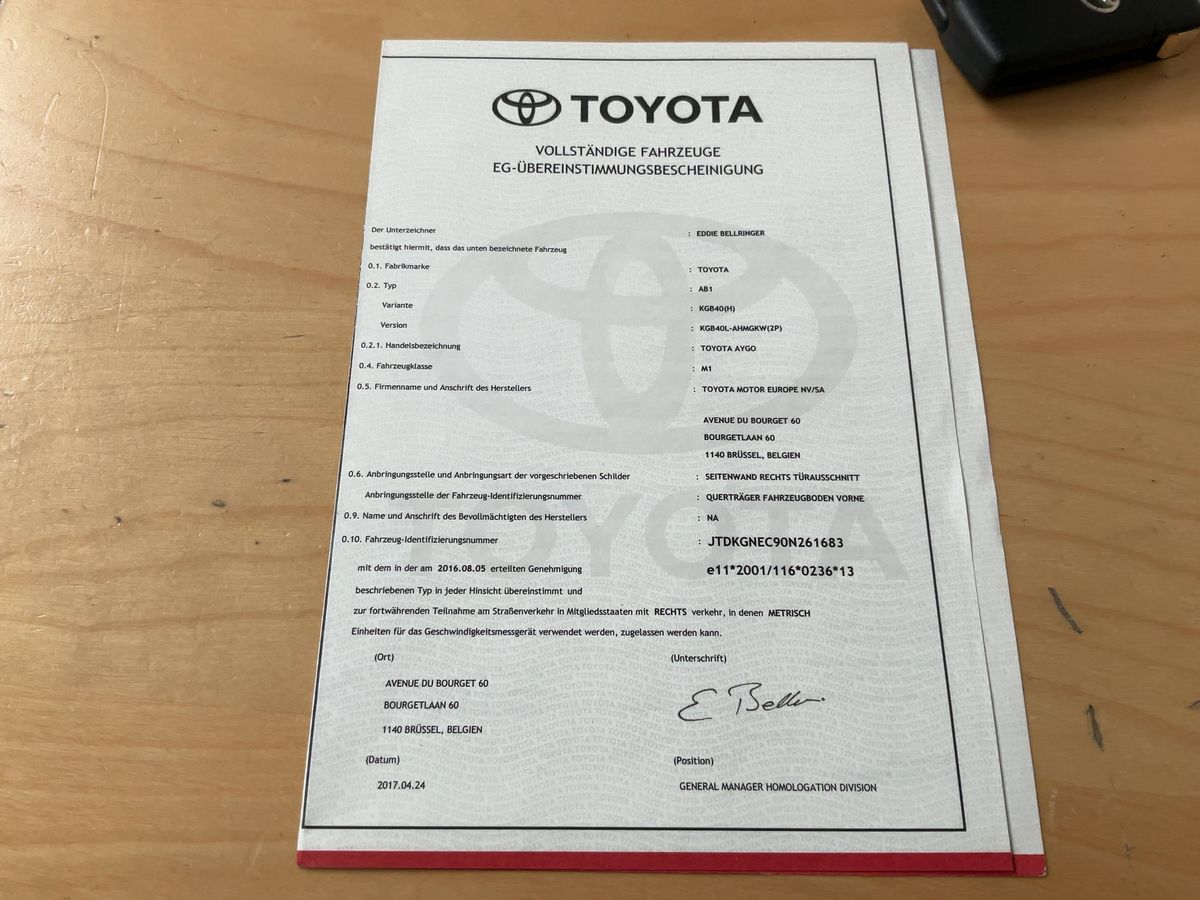 TOYOTA
VOLLSTÄNDIGE FAHRZEUGE
EG-ÜBEREINSTIMMUNGSBESCHEINIGUNG
Der Unterzeichner : EDDIE BELLRINGER
bestätigt hiermit, dass das unten bezeichnete Fahrzeug
0.1. Fabrikmarke : TOYOTA
0.2. Typ : AB1
Variante : KGB40(H)
Version : KGB40L-AHMGKW(2P)
0.2.1. Handelsbezeichnung : TOYOTA AYGO
0.4. Fahrzeugklasse : M1
0.5. Firmenname und Anschrift des Herstellers : TOYOTA MOTOR EUROPE NV/SA
AVENUE DU BOURGET 60
BOURGETLAAN 60
1140 BRÜSSEL, BELGIEN
0.6. Anbringungsstelle und Anbringungsart der vorgeschriebenen Schilder : SEITENWAND RECHTS TÜRAUSSCHNITT
Anbringungsstelle der Fahrzeug-Identifizierungsnummer : QUERTRÄGER FAHRZEUGBODEN VORNE
0.9. Name und Anschrift des Bevollmächtigten des Herstellers : NA
0.10. Fahrzeug-Identifizierungsnummer : JTDKGNEC90N261683
mit dem in der am 2016.08.05 erteilten Genehmigung e11*2001/116*0236*13
beschriebenen Typ in jeder Hinsicht übereinstimmt und
zur fortwährenden Teilnahme am Straßenverkehr in Mitgliedsstaaten mit RECHTS verkehr, in denen METRISCH
Einheiten für das Geschwindigkeitsmessgerät verwendet werden, zugelassen werden kann.
(Ort) (Unterschrift)
AVENUE DU BOURGET 60
BOURGETLAAN 60
1140 BRÜSSEL, BELGIEN
(Datum) (Position)
2017.04.24 GENERAL MANAGER HOMOLOGATION DIVISION